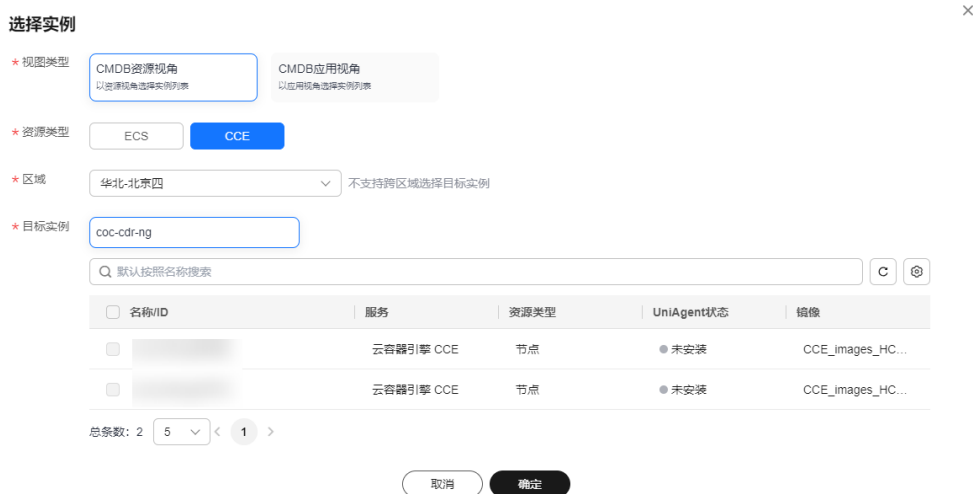 选择实例
* 视图类型
CMDB资源视角
以资源视角选择实例列表
CMDB应用视角
以应用视角选择实例列表
* 资源类型 ECS CCE
* 区域 华北-北京四 不支持跨区域选择目标实例
* 目标实例 coc-cdr-ng
默认按照名称搜索
名称/ID 服务 资源类型 UniAgent状态 镜像
云容器引擎 CCE 节点 未安装 CCE_images_HC...
云容器引擎 CCE 节点 未安装 CCE_images_HC...
总条数: 2 5 < 1 >
取消 确定